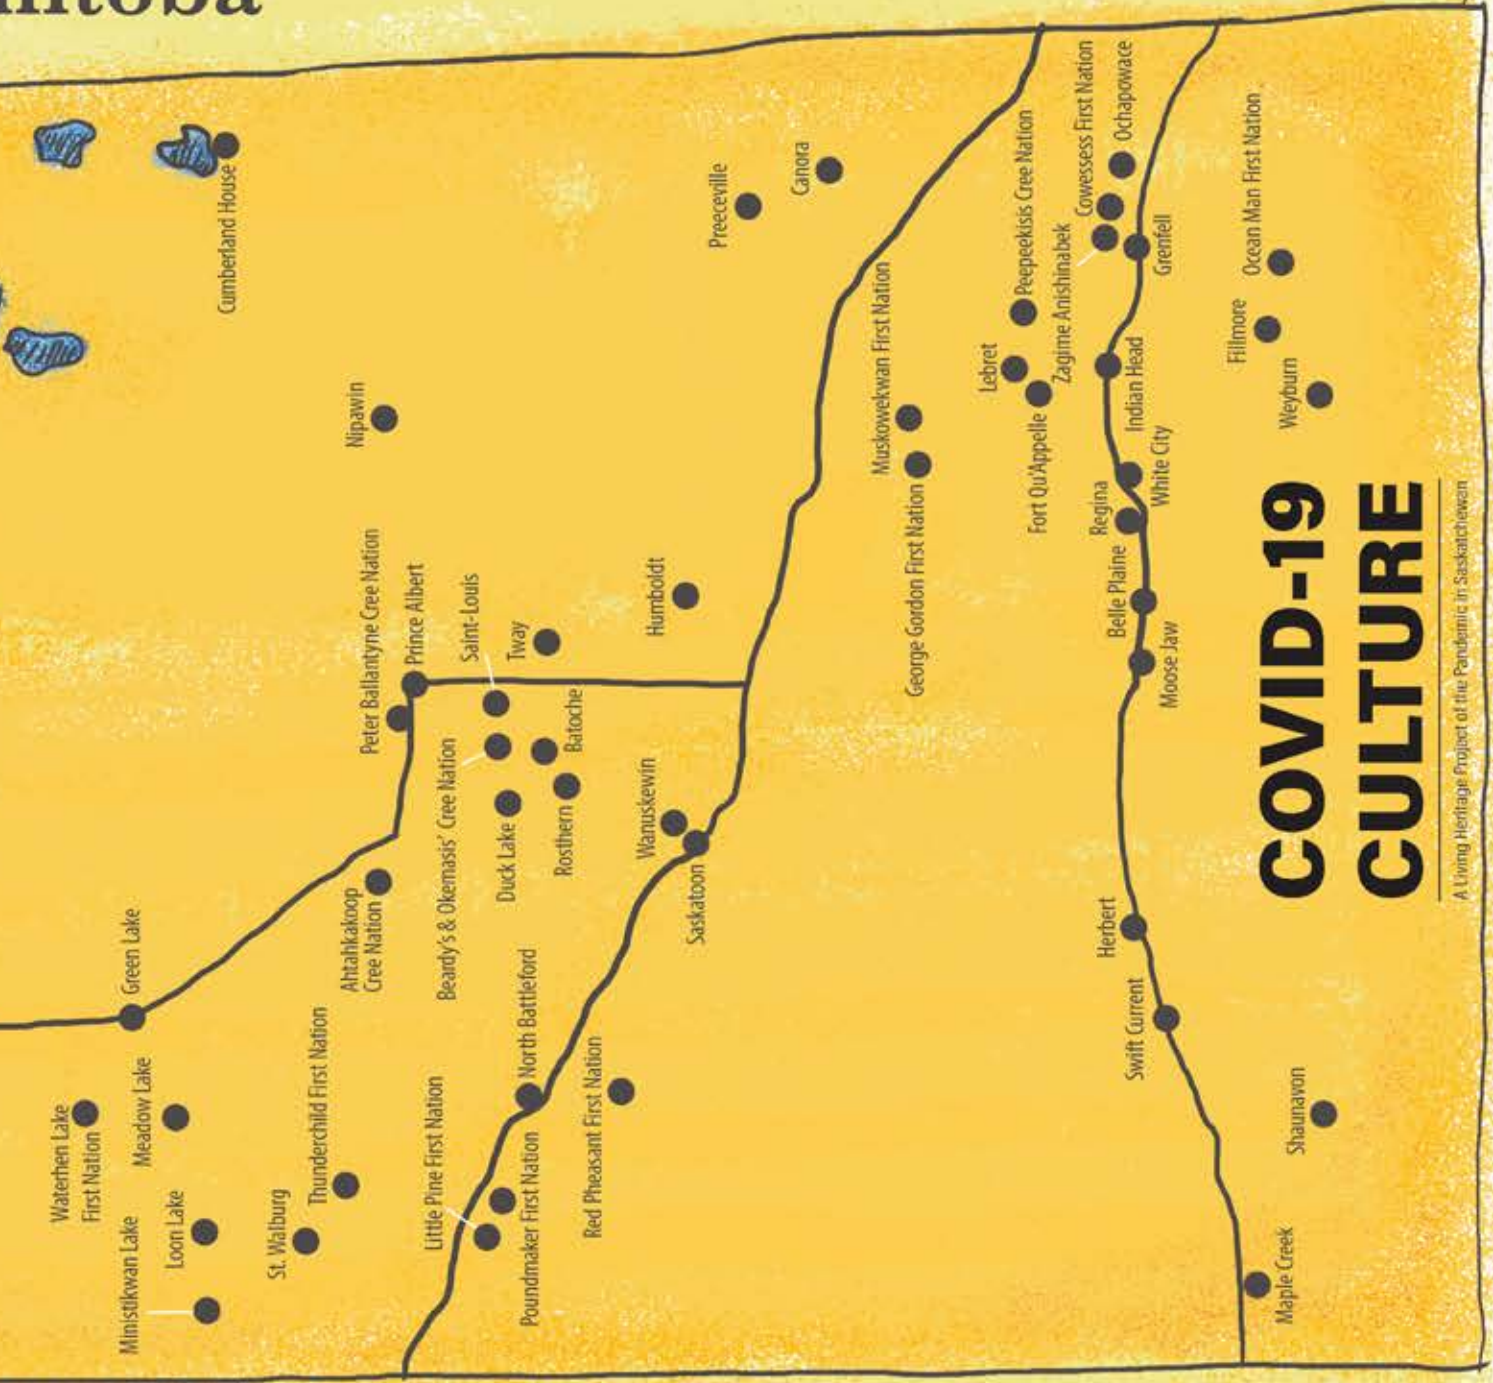 nitoba
Cumberland House
Nipawin
Green Lake
Waterhen Lake
First Nation
Meadow Lake
Loon Lake
Ministikwan Lake
St. Walburg
Thunderchild First Nation
Peter Ballantyne Cree Nation
Prince Albert
Ahtahkakoop
Cree Nation
Saint-Louis
Tway
Beardy's & Okemasis' Cree Nation
Batoche
Duck Lake
Rosthern
Little Pine First Nation
North Battleford
Poundmaker First Nation
Red Pheasant First Nation
Humboldt
Wanuskewin
Saskatoon
Preeceville
Canora
Muskowekwan First Nation
George Gordon First Nation
Peepeekisis Cree Nation
Lebret
Fort Qu'Appelle
Zagime Anishinabek
Cowessess First Nation
Ochapowace
Grenfell
Indian Head
White City
Regina
Belle Plaine
Moose Jaw
Herbert
Swift Current
Maple Creek
Shaunavon
Ocean Man First Nation
Fillmore
Weyburn
COVID-19
CULTURE
A Living Heritage Project of the Pandemic in Saskatchewan